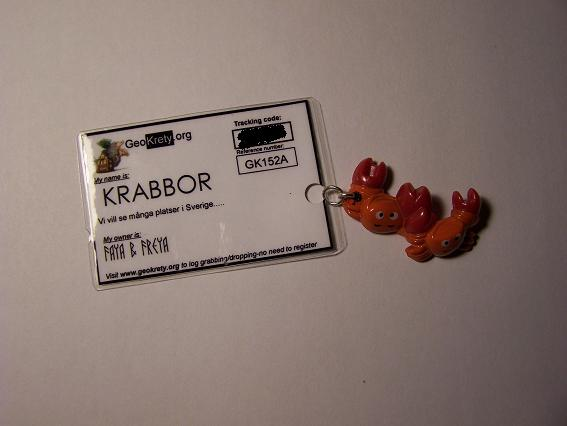 GeoKrety.org
Tracking code:
Reference number:
GK152A
My name is:
KRABBOR
Vi vill se många platser i Sverige.....
My owner is:
FAYA & FREYA
Visit www.geokrety.org to log grabbing/dropping-no need to register